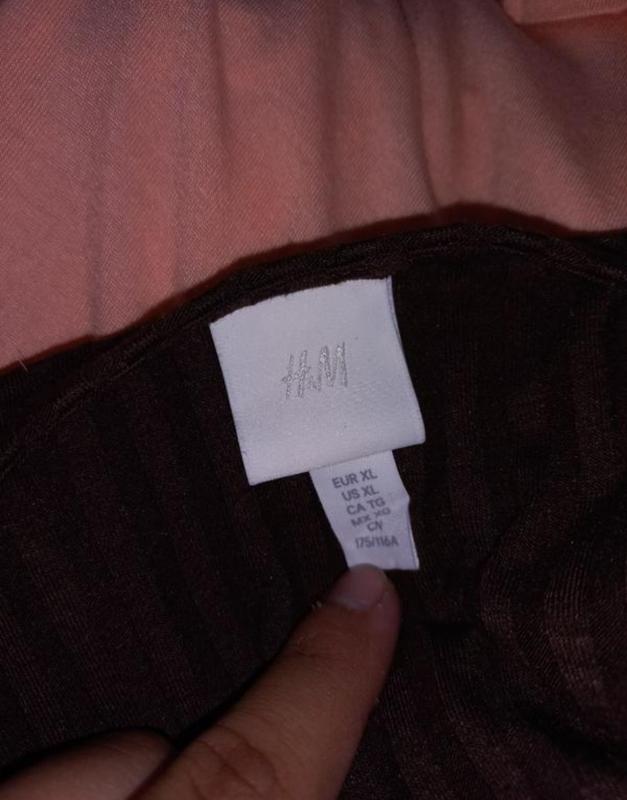 H&M
EUR XL
US XL
CA TG
MX XG
CN
175/116A